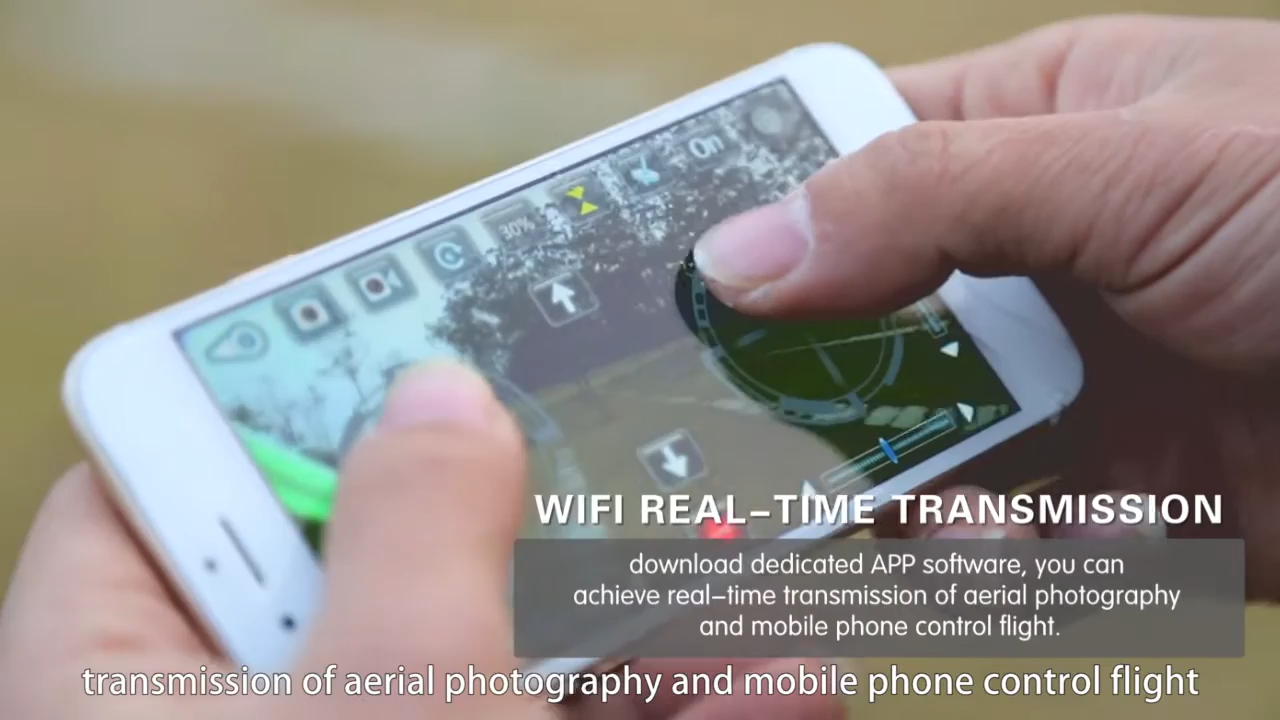 On
30%
WIFI REAL–TIME TRANSMISSION
download dedicated APP software, you can
achieve real–time transmission of aerial photography
and mobile phone control flight.
transmission of aerial photography and mobile phone control flight